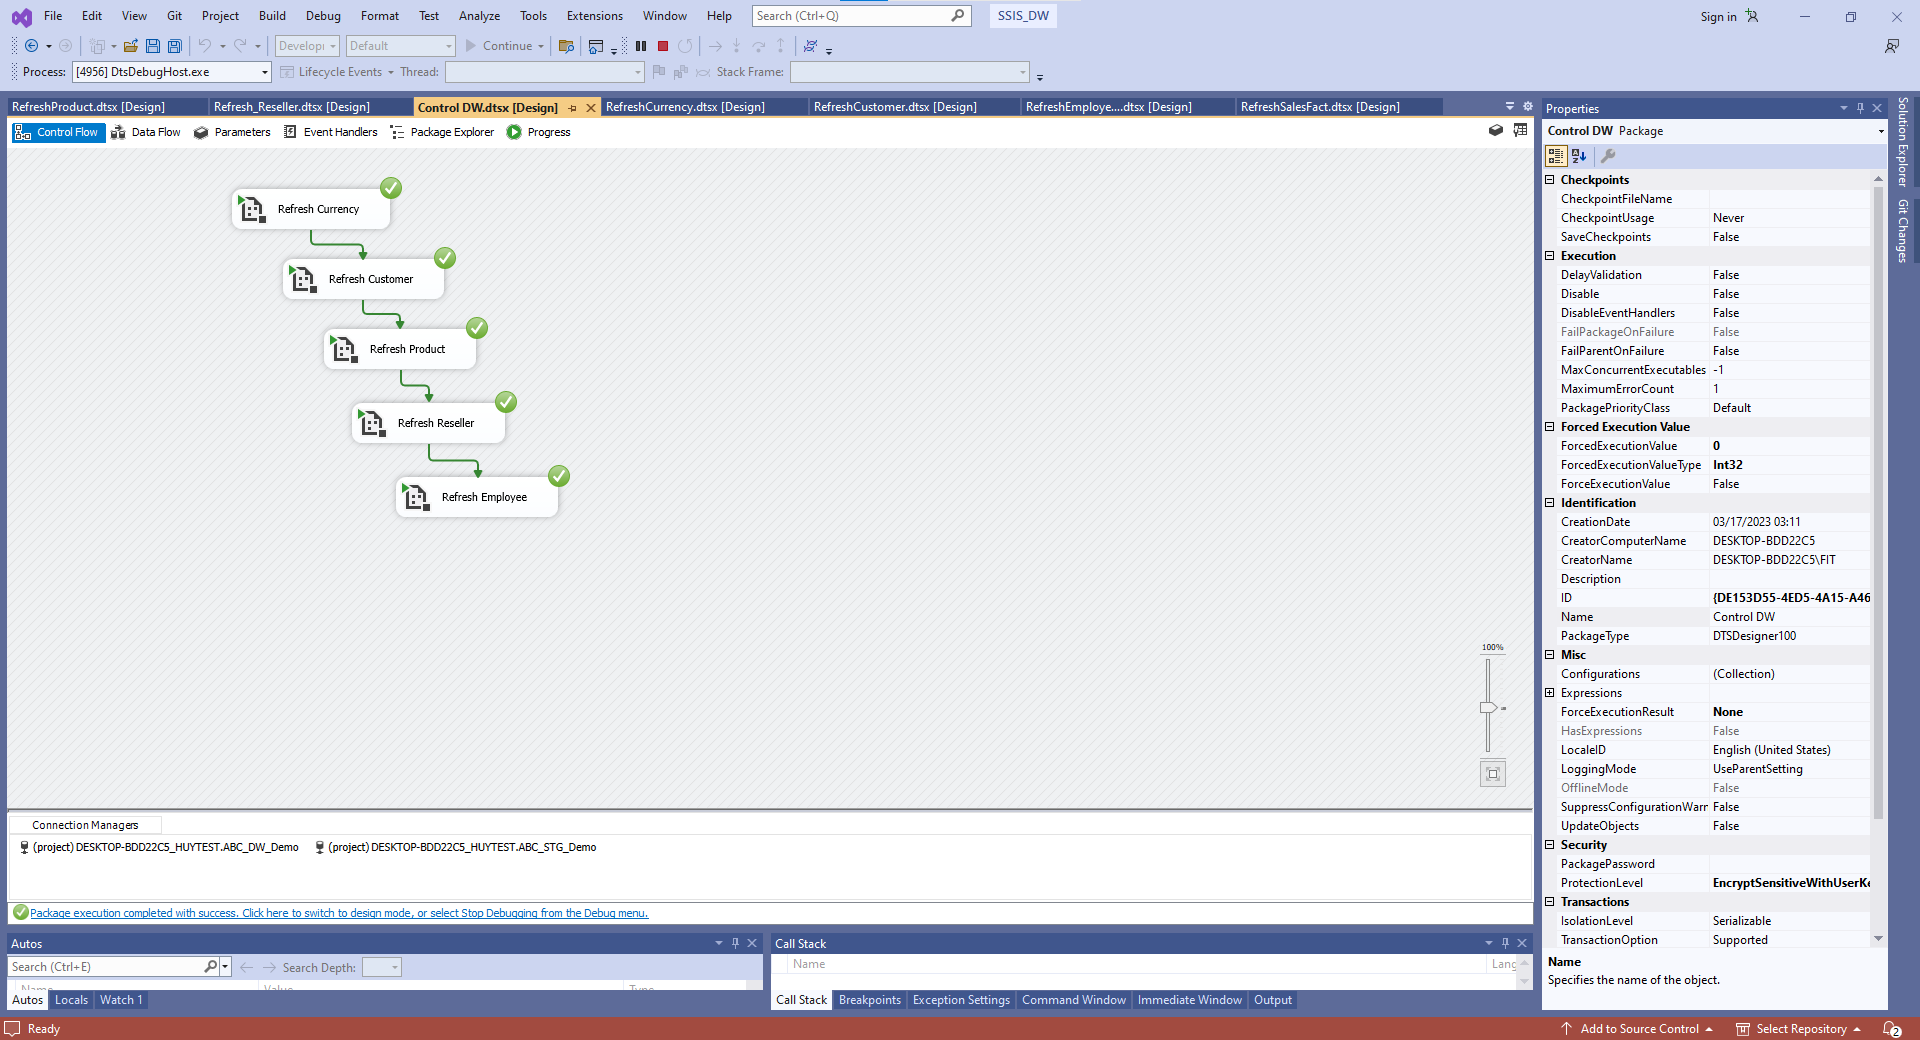 File Edit View Git Project Build Debug Format Test Analyze Tools Extensions Window Help Search (Ctrl+Q) SSIS_DW Sign in
Developi Default Continue
Process: [4956] DtsDebugHost.exe Lifecycle Events Thread: Stack Frame:
RefreshProduct.dtsx [Design] Refresh_Reseller.dtsx [Design] Control DW.dtsx [Design] RefreshCurrency.dtsx [Design] RefreshCustomer.dtsx [Design] RefreshEmploye....dtsx [Design] RefreshSalesFact.dtsx [Design]
Control Flow Data Flow Parameters Event Handlers Package Explorer Progress
Refresh Currency
Refresh Customer
Refresh Product
Refresh Reseller
Refresh Employee
100%
Connection Managers
(project) DESKTOP-BDD22C5_HUYTEST.ABC_DW_Demo (project) DESKTOP-BDD22C5_HUYTEST.ABC_STG_Demo
Package execution completed with success. Click here to switch to design mode, or select Stop Debugging from the Debug menu.
Autos
Search (Ctrl+E) Search Depth:
Name Value Type
Autos Locals Watch 1
Call Stack
Name Lang
Call Stack Breakpoints Exception Settings Command Window Immediate Window Output
Properties
Control DW Package
Checkpoints
CheckpointFileName
CheckpointUsage Never
SaveCheckpoints False
Execution
DelayValidation False
Disable False
DisableEventHandlers False
FailPackageOnFailure False
FailParentOnFailure False
MaxConcurrentExecutables -1
MaximumErrorCount 1
PackagePriorityClass Default
Forced Execution Value
ForcedExecutionValue 0
ForcedExecutionValueType Int32
ForceExecutionValue False
Identification
CreationDate 03/17/2023 03:11
CreatorComputerName DESKTOP-BDD22C5
CreatorName DESKTOP-BDD22C5\FIT
Description
ID {DE153D55-4ED5-4A15-A46
Name Control DW
PackageType DTSDesigner100
Misc
Configurations (Collection)
Expressions
ForceExecutionResult None
HasExpressions False
LocaleID English (United States)
LoggingMode UseParentSetting
OfflineMode False
SuppressConfigurationWarr False
UpdateObjects False
Security
PackagePassword
ProtectionLevel EncryptSensitiveWithUserKe
Transactions
IsolationLevel Serializable
TransactionOption Supported
Name
Specifies the name of the object.
Solution Explorer
Git Changes
Ready Add to Source Control Select Repository 2